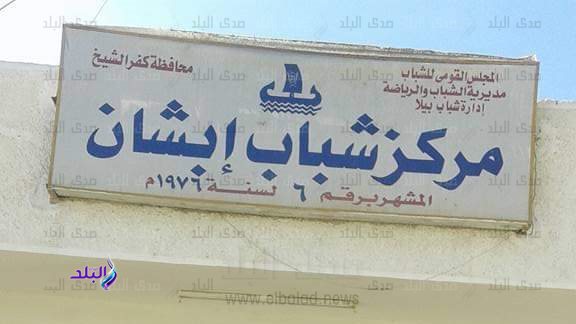 المجلس القومى للشباب
مديرية الشباب والرياضة
إدارة شباب بيلا
محافظة كفر الشيخ
مركز شباب إبشان
المشهر برقم ٦ لسنة ١٩٧٦م
صدى البلد
البلد
www.elbalad.news